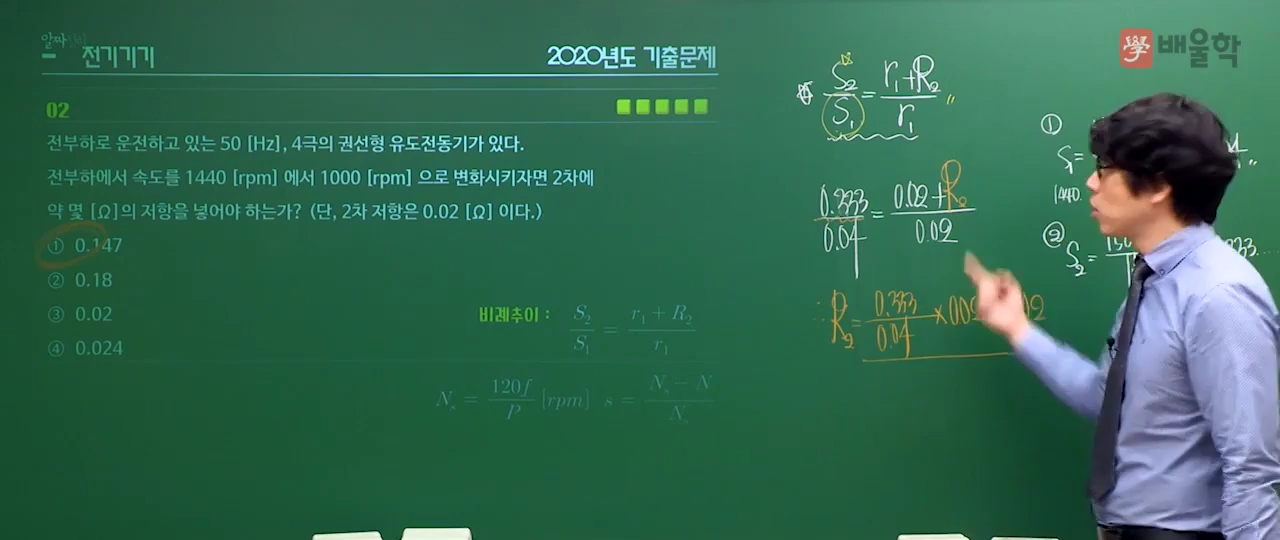 알짜(배)
전기기기
2020년도 기출문제
學 배울학
02
전부하로 운전하고 있는 50 [Hz], 4극의 권선형 유도전동기가 있다.
전부하에서 속도를 1440 [rpm] 에서 1000 [rpm] 으로 변화시키자면 2차에
약 몇 [Ω]의 저항을 넣어야 하는가? (단, 2차 저항은 0.02 [Ω] 이다.)
① 0.147
② 0.18
③ 0.02
④ 0.024
비례추이 : S₂/S₁ = (r₁ + R₂)/r₁
Nₛ = 120f/P [rpm] s = (Nₛ − N)/Nₛ
S₂/S₁ = (r₁+R₂)/r₁
0.333/0.04 = (0.02+R₂)/0.02
∴ R₂ = 0.333/0.04 ×
①
S₁ =
1440
②
S₂ =